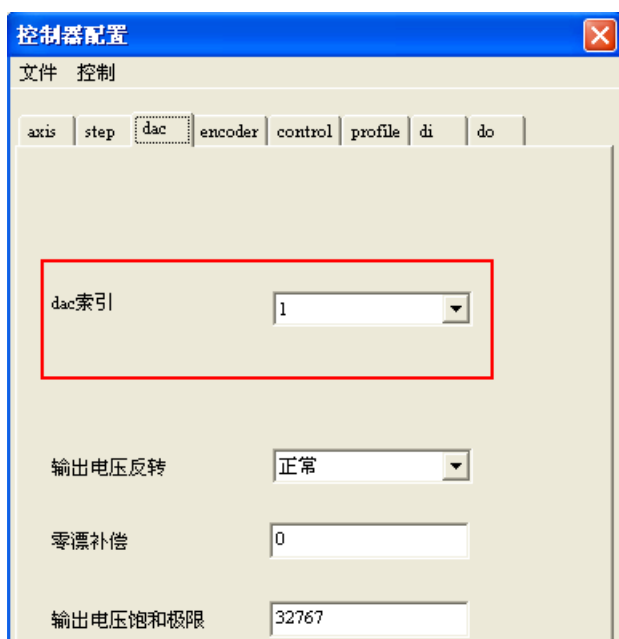 控制器配置
文件 控制
axis step dac encoder control profile di do
dac索引 1
输出电压反转 正常
零漂补偿 0
输出电压饱和极限 32767